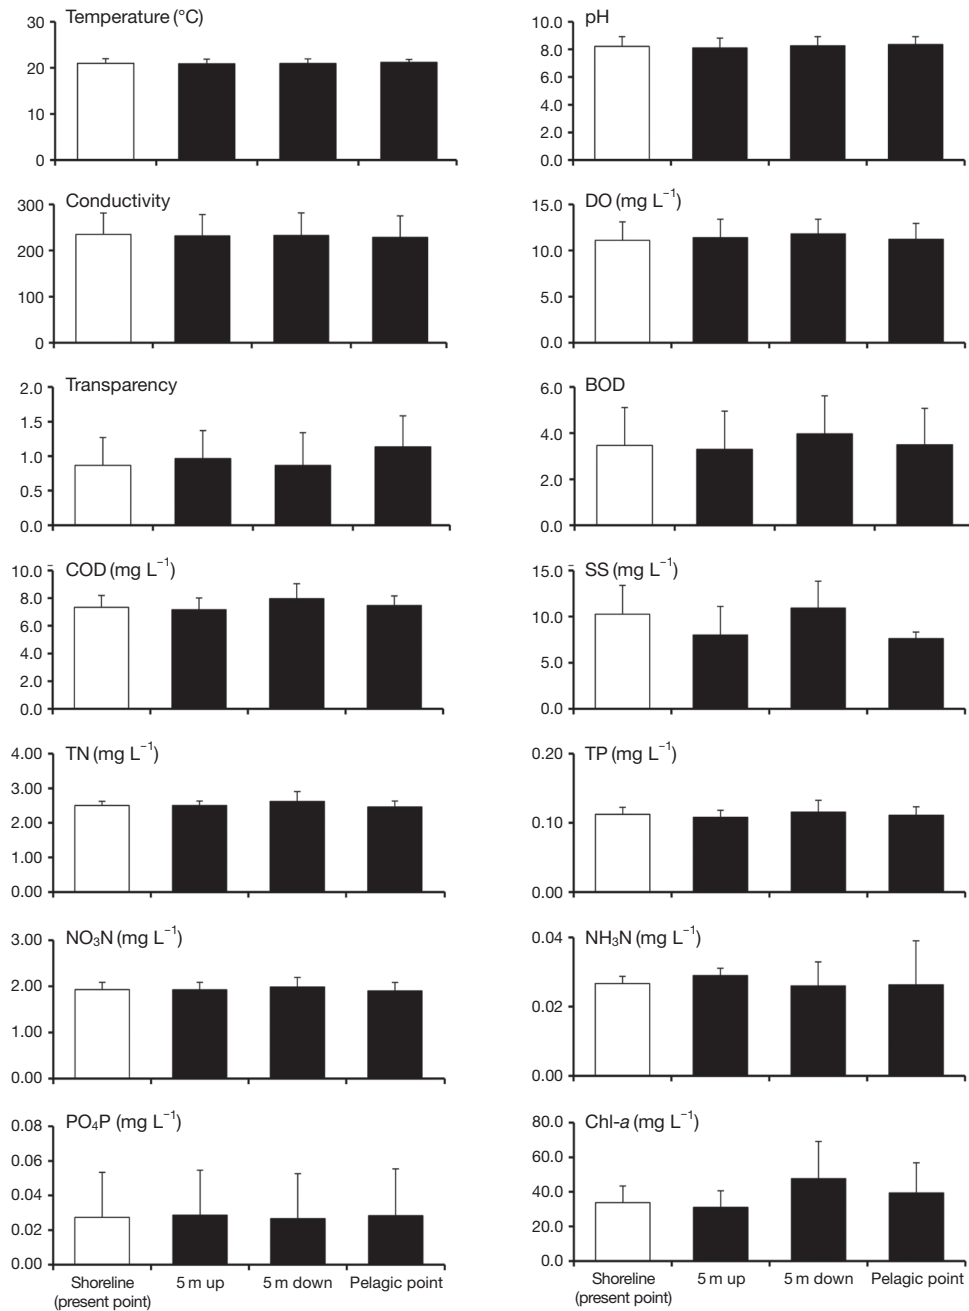 Temperature (°C)
30
20
10
0
pH
10.0
8.0
6.0
4.0
2.0
0.0
Conductivity
300
200
100
0
DO (mg L⁻¹)
15.0
10.0
5.0
0.0
Transparency
2.0
1.5
1.0
0.5
0.0
BOD
6.0
4.0
2.0
0.0
COD (mg L⁻¹)
10.0
8.0
6.0
4.0
2.0
0.0
SS (mg L⁻¹)
15.0
10.0
5.0
0.0
TN (mg L⁻¹)
4.00
3.00
2.00
1.00
0.00
TP (mg L⁻¹)
0.20
0.10
0.00
NO₃N (mg L⁻¹)
3.00
2.00
1.00
0.00
NH₃N (mg L⁻¹)
0.04
0.02
0.00
PO₄P (mg L⁻¹)
0.08
0.06
0.04
0.02
0.00
Shoreline
(present point)
5 m up
5 m down
Pelagic point
Chl-a (mg L⁻¹)
80.0
60.0
40.0
20.0
0.0
Shoreline
(present point)
5 m up
5 m down
Pelagic point